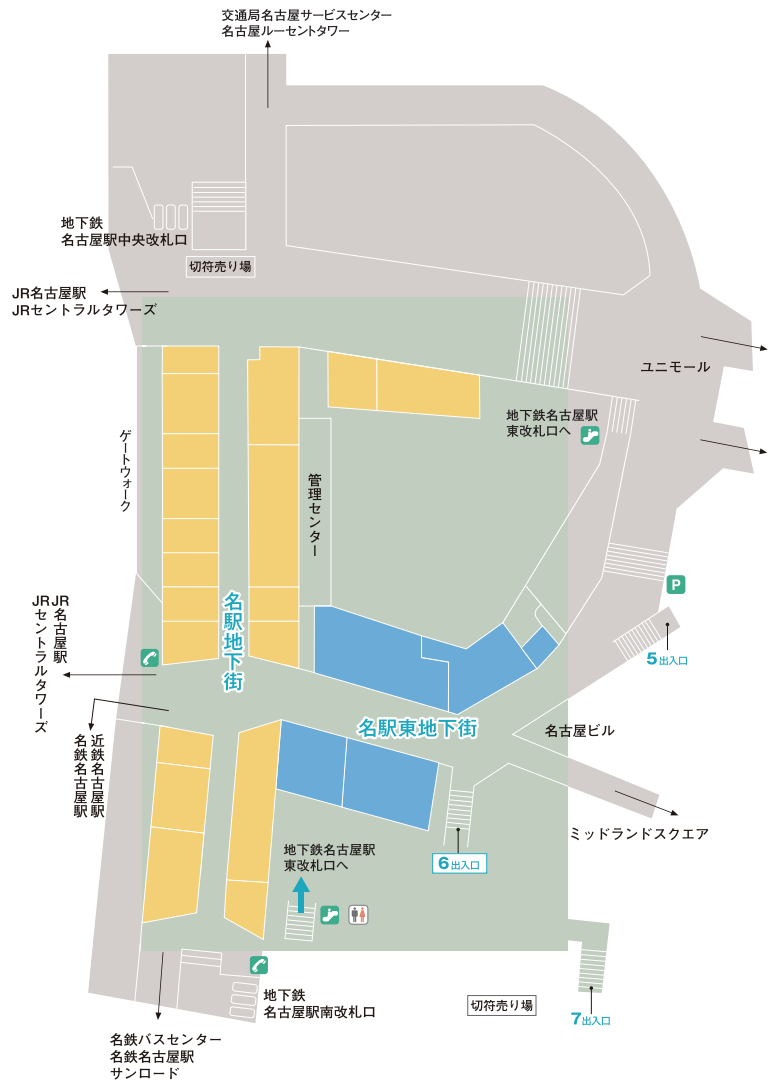 交通局名古屋サービスセンター
名古屋ルーセントタワー
地下鉄
名古屋駅中央改札口
切符売り場
JR名古屋駅
JRセントラルタワーズ
ユニモール
地下鉄名古屋駅
東改札口へ
ゲートウォーク
管理センター
P
名駅地下街
JR名古屋駅
JRセントラルタワーズ
5出入口
名駅東地下街
名古屋ビル
近鉄名古屋駅
名鉄名古屋駅
ミッドランドスクエア
地下鉄名古屋駅
東改札口へ
6出入口
地下鉄
名古屋駅南改札口
切符売り場
7出入口
名鉄バスセンター
名鉄名古屋駅
サンロード